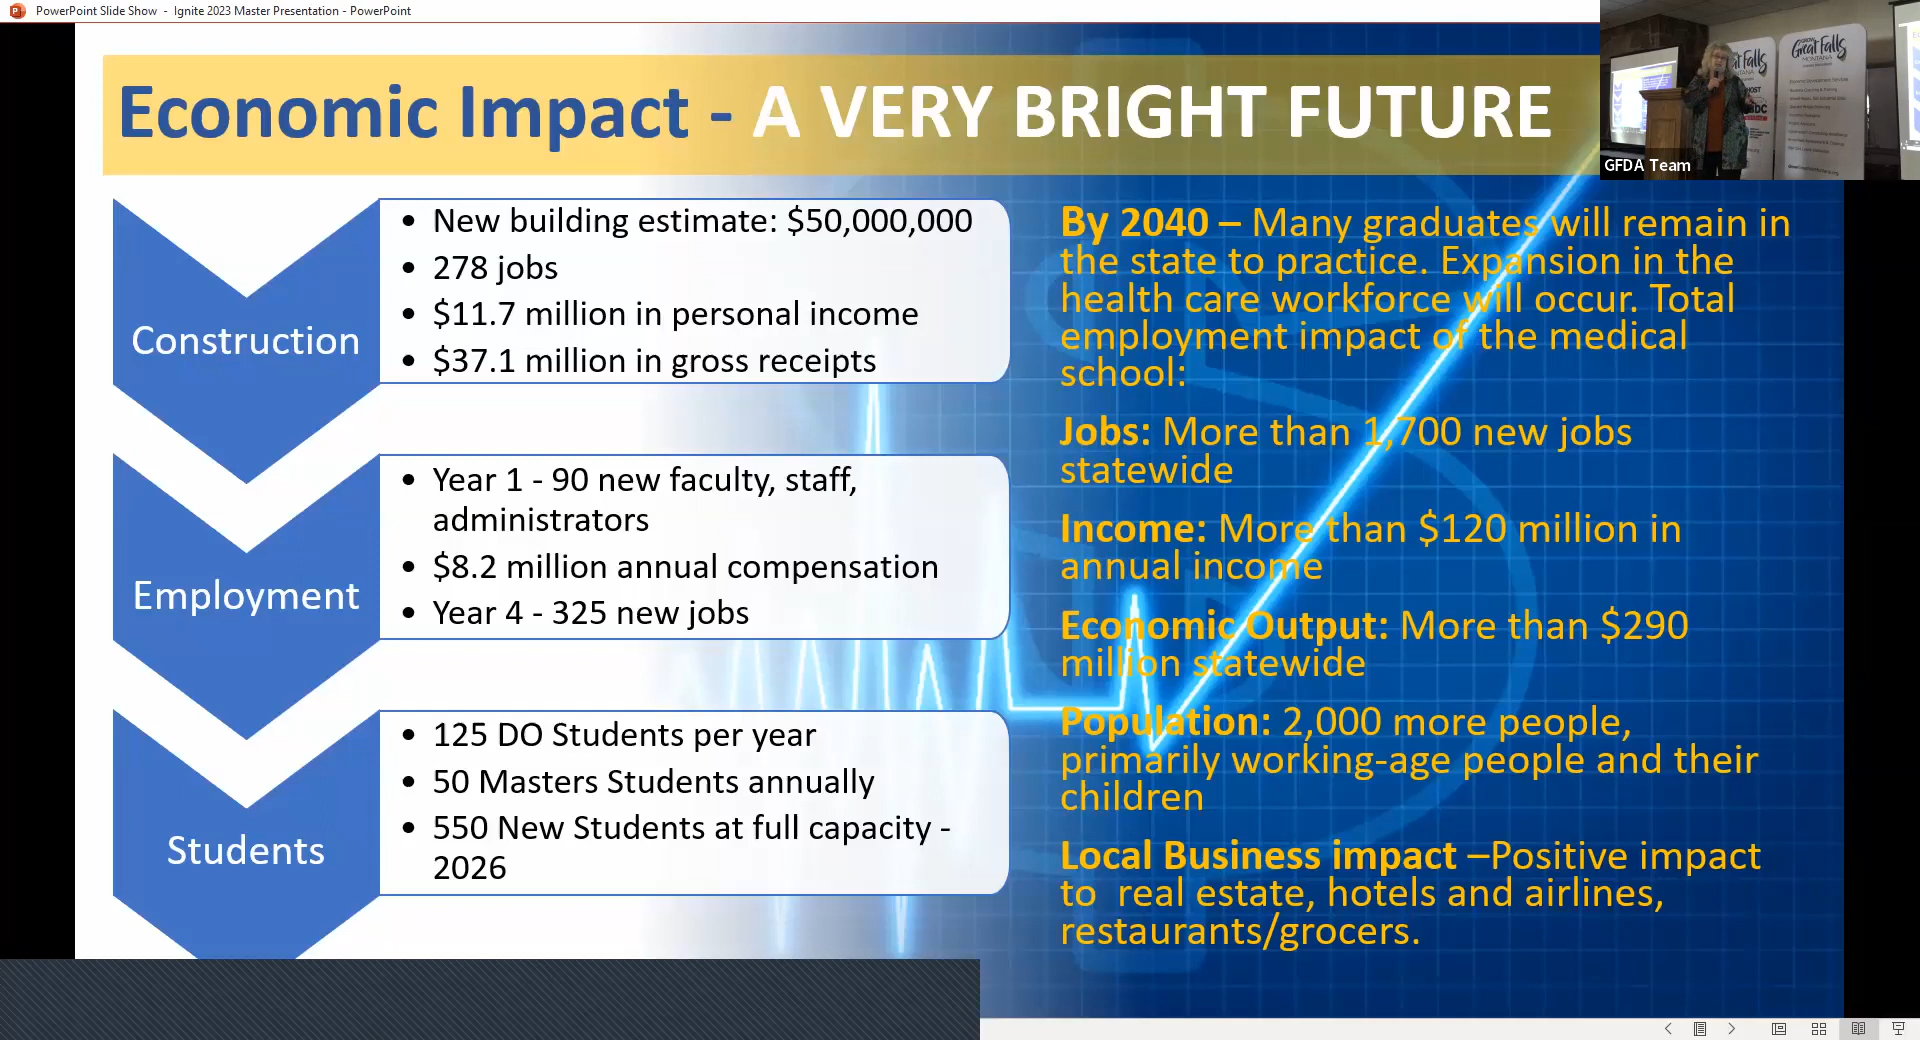 PowerPoint Slide Show - Ignite 2023 Master Presentation - PowerPoint
Economic Impact - A VERY BRIGHT FUTURE
GROW
Great Falls
MONTANA
GFDA Team
Construction
• New building estimate: $50,000,000
• 278 jobs
• $11.7 million in personal income
• $37.1 million in gross receipts
Employment
• Year 1 - 90 new faculty, staff,
administrators
• $8.2 million annual compensation
• Year 4 - 325 new jobs
Students
• 125 DO Students per year
• 50 Masters Students annually
• 550 New Students at full capacity -
2026
By 2040 – Many graduates will remain in
the state to practice. Expansion in the
health care workforce will occur. Total
employment impact of the medical
school:
Jobs: More than 1,700 new jobs
statewide
Income: More than $120 million in
annual income
Economic Output: More than $290
million statewide
Population: 2,000 more people,
primarily working-age people and their
children
Local Business impact –Positive impact
to  real estate, hotels and airlines,
restaurants/grocers.